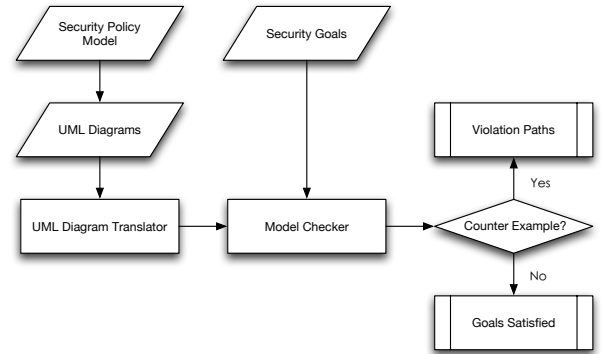 Security Policy
Model
Security Goals
UML Diagrams
Violation Paths
Yes
UML Diagram Translator
Model Checker
Counter Example?
No
Goals Satisfied